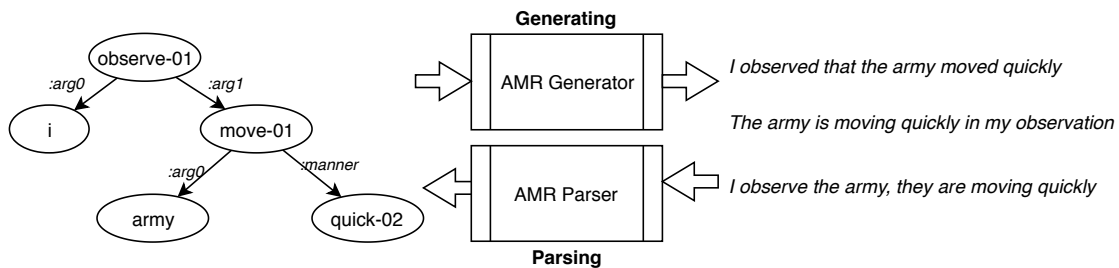 Generating
observe-01
:arg0
:arg1
i
move-01
:arg0
:manner
army
quick-02
AMR Generator
I observed that the army moved quickly
The army is moving quickly in my observation
AMR Parser
I observe the army, they are moving quickly
Parsing